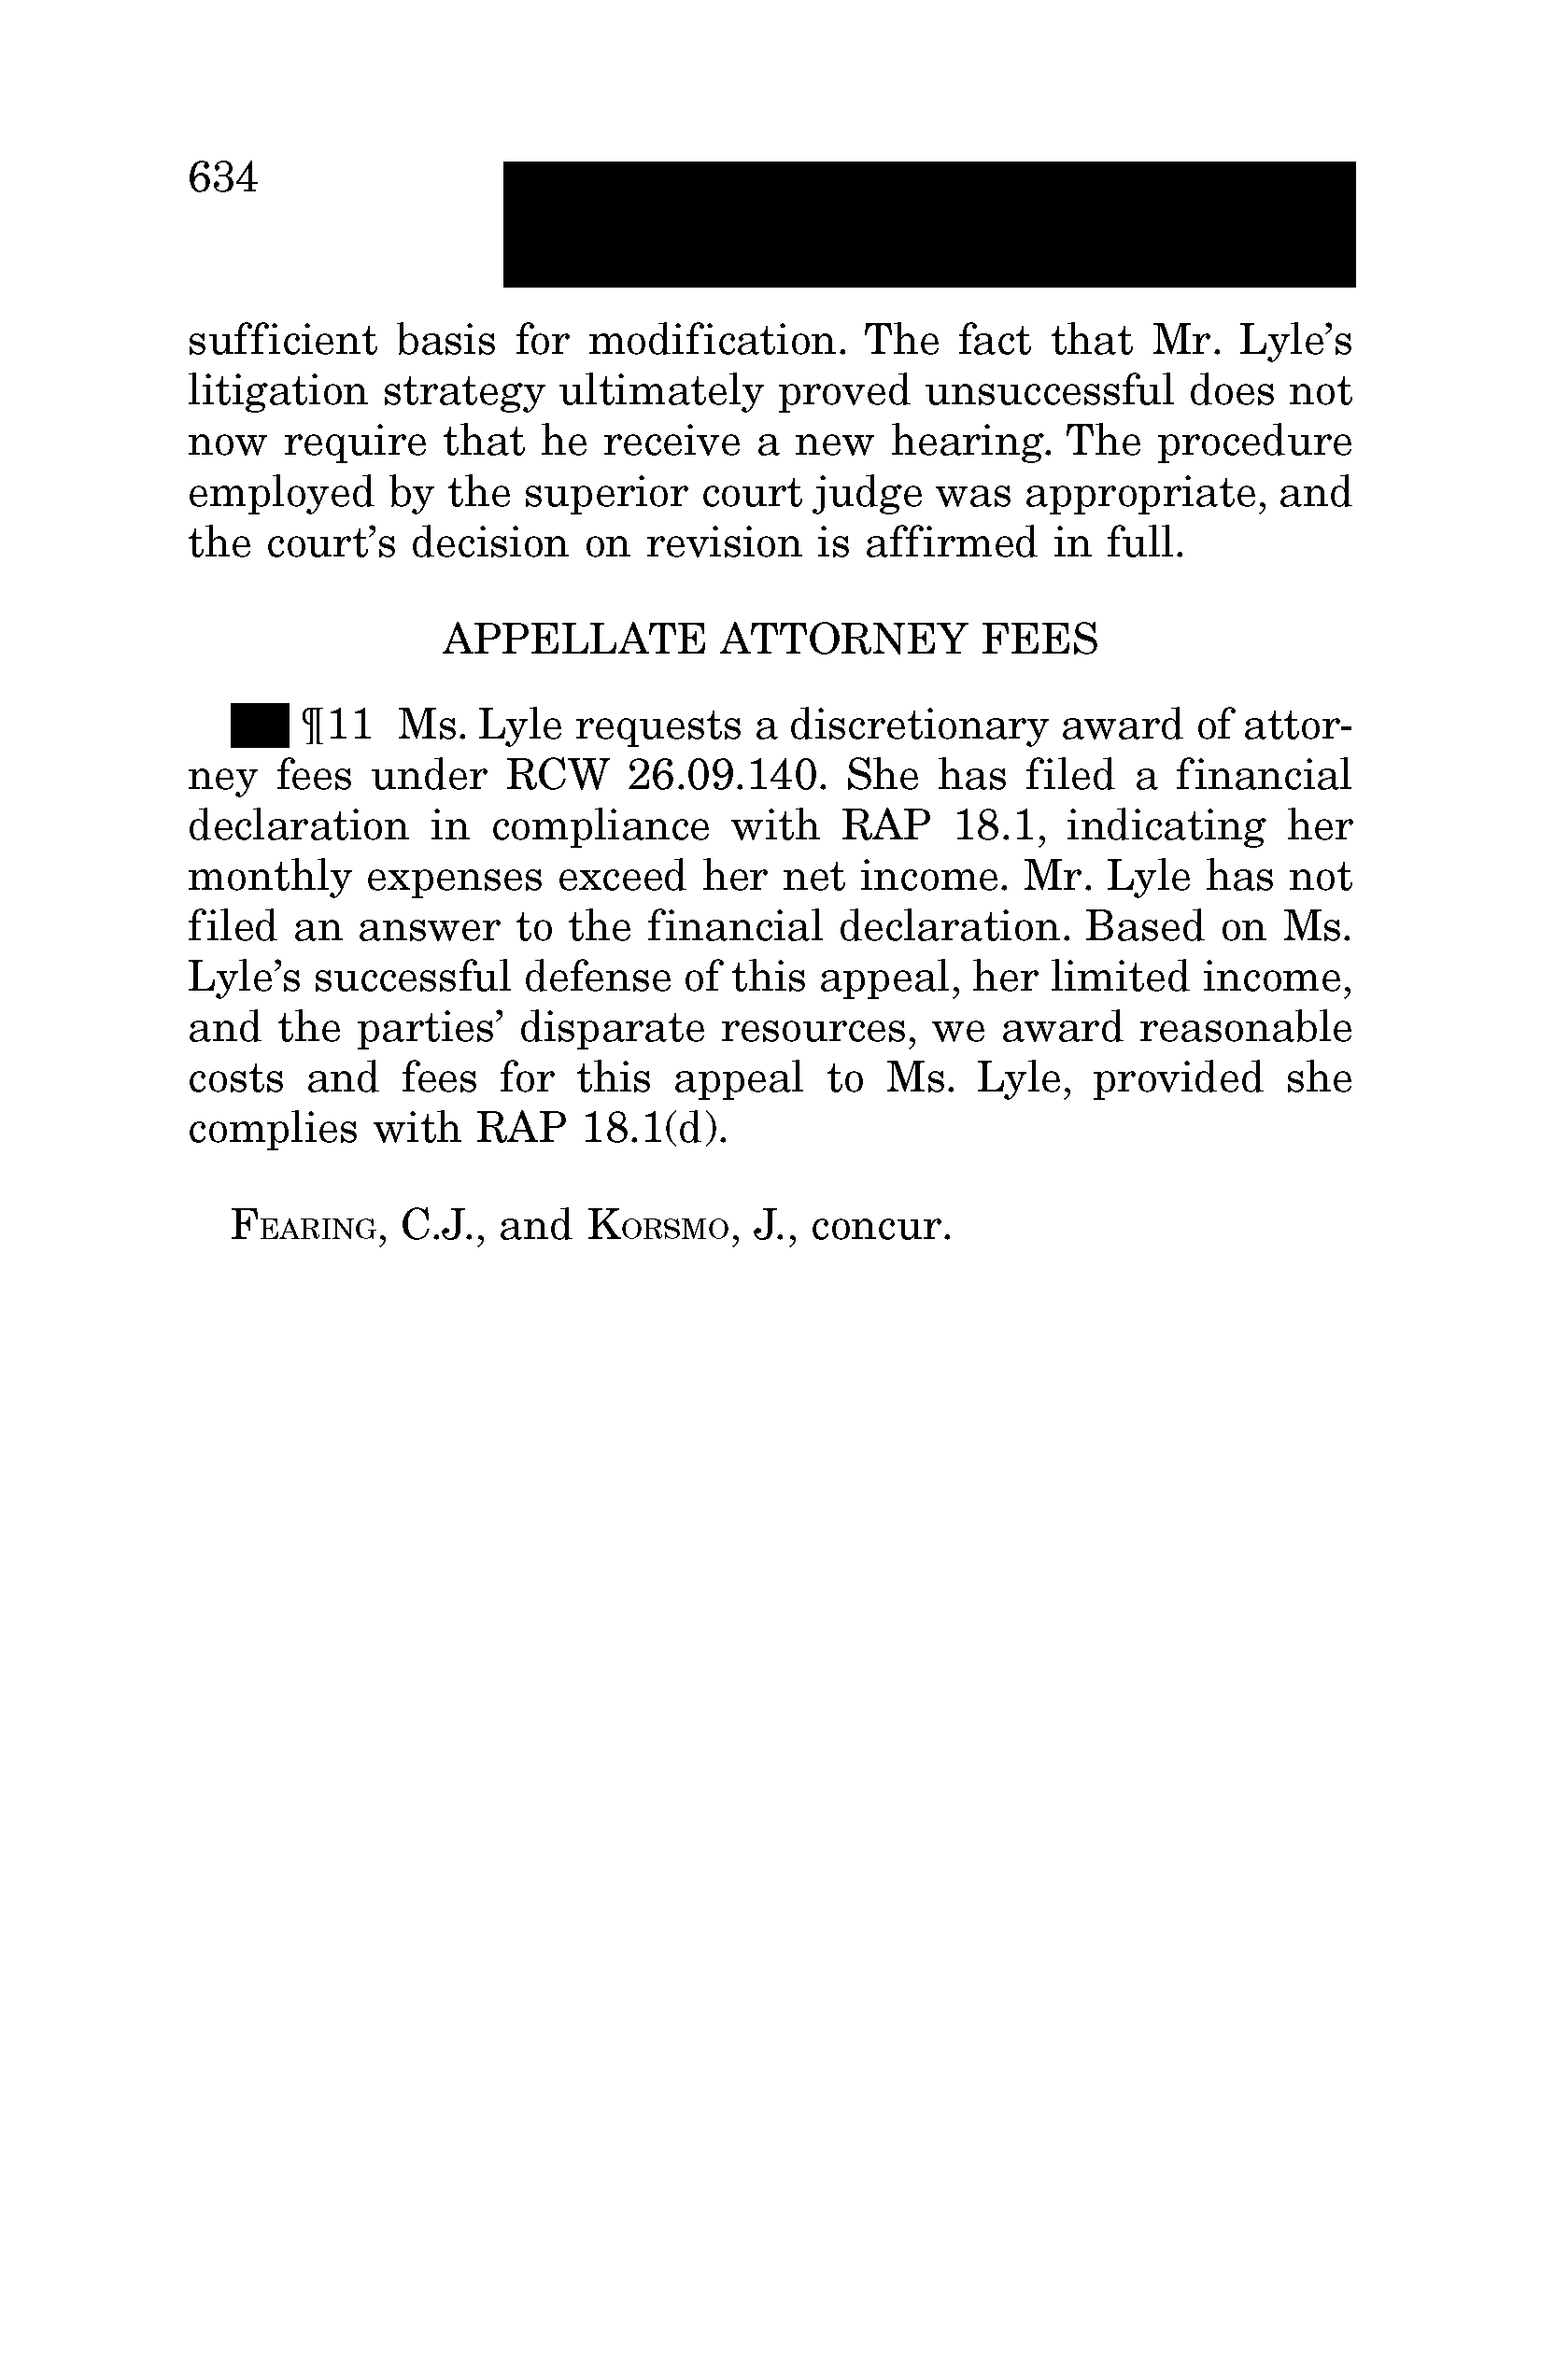 634
sufficient basis for modification. The fact that Mr. Lyle’s
litigation strategy ultimately proved unsuccessful does not
now require that he receive a new hearing. The procedure
employed by the superior court judge was appropriate, and
the court’s decision on revision is affirmed in full.
APPELLATE ATTORNEY FEES
¶11 Ms. Lyle requests a discretionary award of attor-
ney fees under RCW 26.09.140. She has filed a financial
declaration in compliance with RAP 18.1, indicating her
monthly expenses exceed her net income. Mr. Lyle has not
filed an answer to the financial declaration. Based on Ms.
Lyle’s successful defense of this appeal, her limited income,
and the parties’ disparate resources, we award reasonable
costs and fees for this appeal to Ms. Lyle, provided she
complies with RAP 18.1(d).
FEARING, C.J., and KORSMO, J., concur.